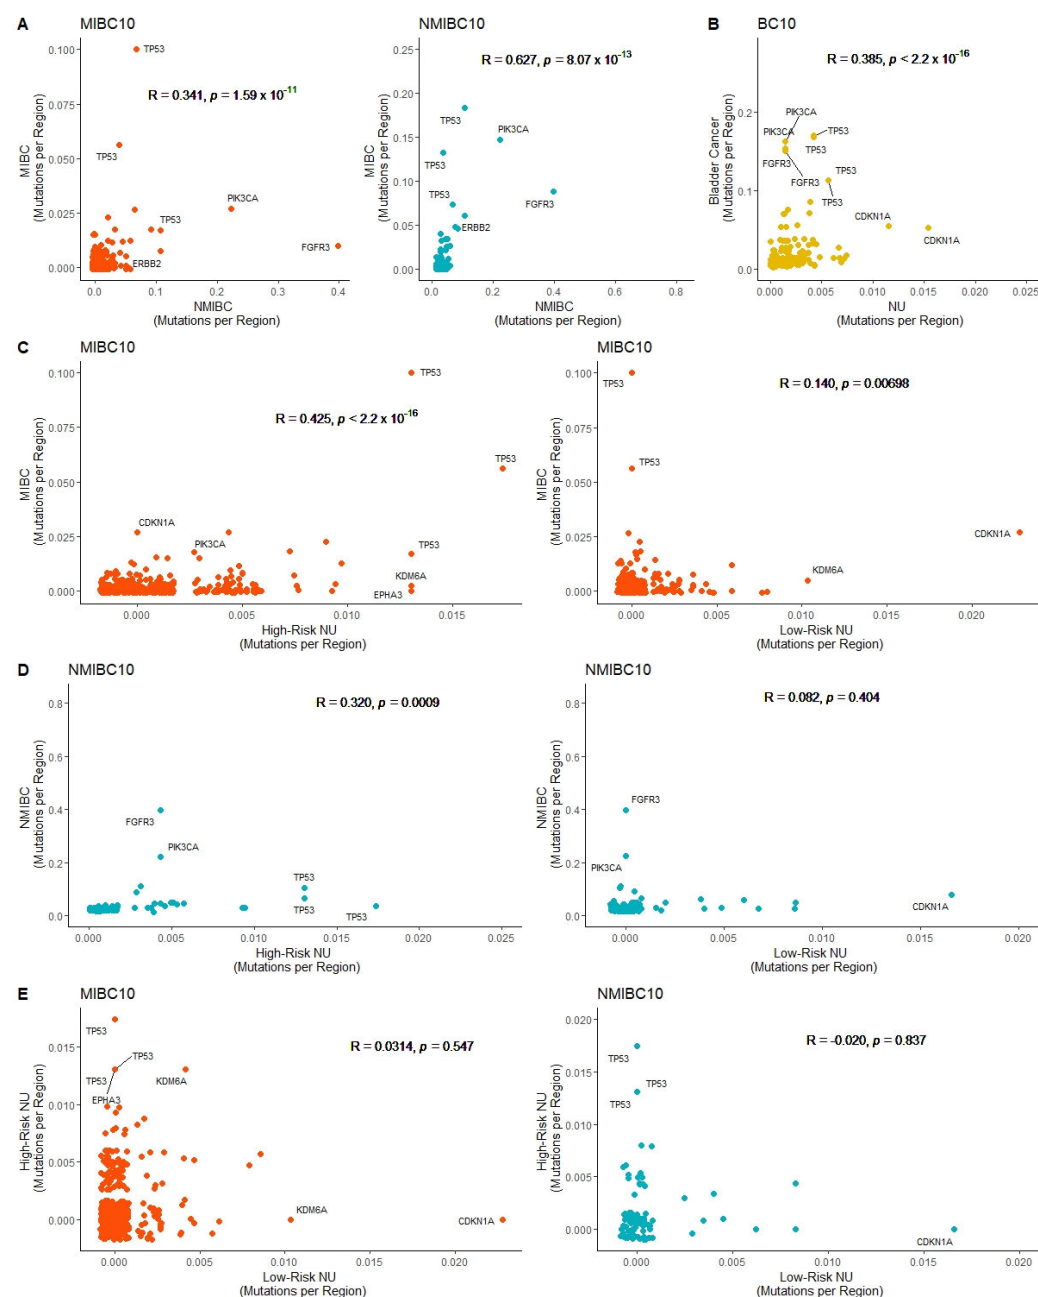 A
MIBC10
0.100
0.075
0.050
0.025
0.000
MIBC
(Mutations per Region)
TP53
R = 0.341, p = 1.59 x 10⁻¹¹
TP53
PIK3CA
TP53
FGFR3
ERBB2
0.0
0.1
0.2
0.3
0.4
NMIBC
(Mutations per Region)
NMIBC10
0.25
0.20
0.15
0.10
0.05
0.00
MIBC
(Mutations per Region)
R = 0.627, p = 8.07 x 10⁻¹³
TP53
PIK3CA
TP53
TP53
FGFR3
ERBB2
0.0
0.2
0.4
0.6
0.8
NMIBC
(Mutations per Region)
B
BC10
0.2
0.1
0.0
Bladder Cancer
(Mutations per Region)
R = 0.385, p < 2.2 x 10⁻¹⁶
PIK3CA
PIK3CA
TP53
TP53
FGFR3
TP53
FGFR3
TP53
CDKN1A
CDKN1A
0.000
0.005
0.010
0.015
0.020
0.025
NU
(Mutations per Region)
C
MIBC10
0.100
0.075
0.050
0.025
0.000
MIBC
(Mutations per Region)
TP53
R = 0.425, p < 2.2 x 10⁻¹⁶
TP53
CDKN1A
PIK3CA
TP53
KDM6A
EPHA3
0.000
0.005
0.010
0.015
High-Risk NU
(Mutations per Region)
MIBC10
0.100
0.075
0.050
0.025
0.000
MIBC
(Mutations per Region)
TP53
R = 0.140, p = 0.00698
TP53
CDKN1A
KDM6A
0.000
0.005
0.010
0.015
0.020
Low-Risk NU
(Mutations per Region)
D
NMIBC10
0.8
0.6
0.4
0.2
0.0
NMIBC
(Mutations per Region)
R = 0.320, p = 0.0009
FGFR3
PIK3CA
TP53
TP53
TP53
0.000
0.005
0.010
0.015
0.020
0.025
High-Risk NU
(Mutations per Region)
NMIBC10
0.8
0.6
0.4
0.2
0.0
NMIBC
(Mutations per Region)
R = 0.082, p = 0.404
FGFR3
PIK3CA
CDKN1A
0.000
0.005
0.010
0.015
0.020
Low-Risk NU
(Mutations per Region)
E
MIBC10
0.015
0.010
0.005
0.000
High-Risk NU
(Mutations per Region)
TP53
R = 0.0314, p = 0.547
TP53
TP53
KDM6A
EPHA3
KDM6A
CDKN1A
0.000
0.005
0.010
0.015
0.020
Low-Risk NU
(Mutations per Region)
NMIBC10
0.020
0.015
0.010
0.005
0.000
High-Risk NU
(Mutations per Region)
R = -0.020, p = 0.837
TP53
TP53
TP53
CDKN1A
0.000
0.005
0.010
0.015
0.020
Low-Risk NU
(Mutations per Region)